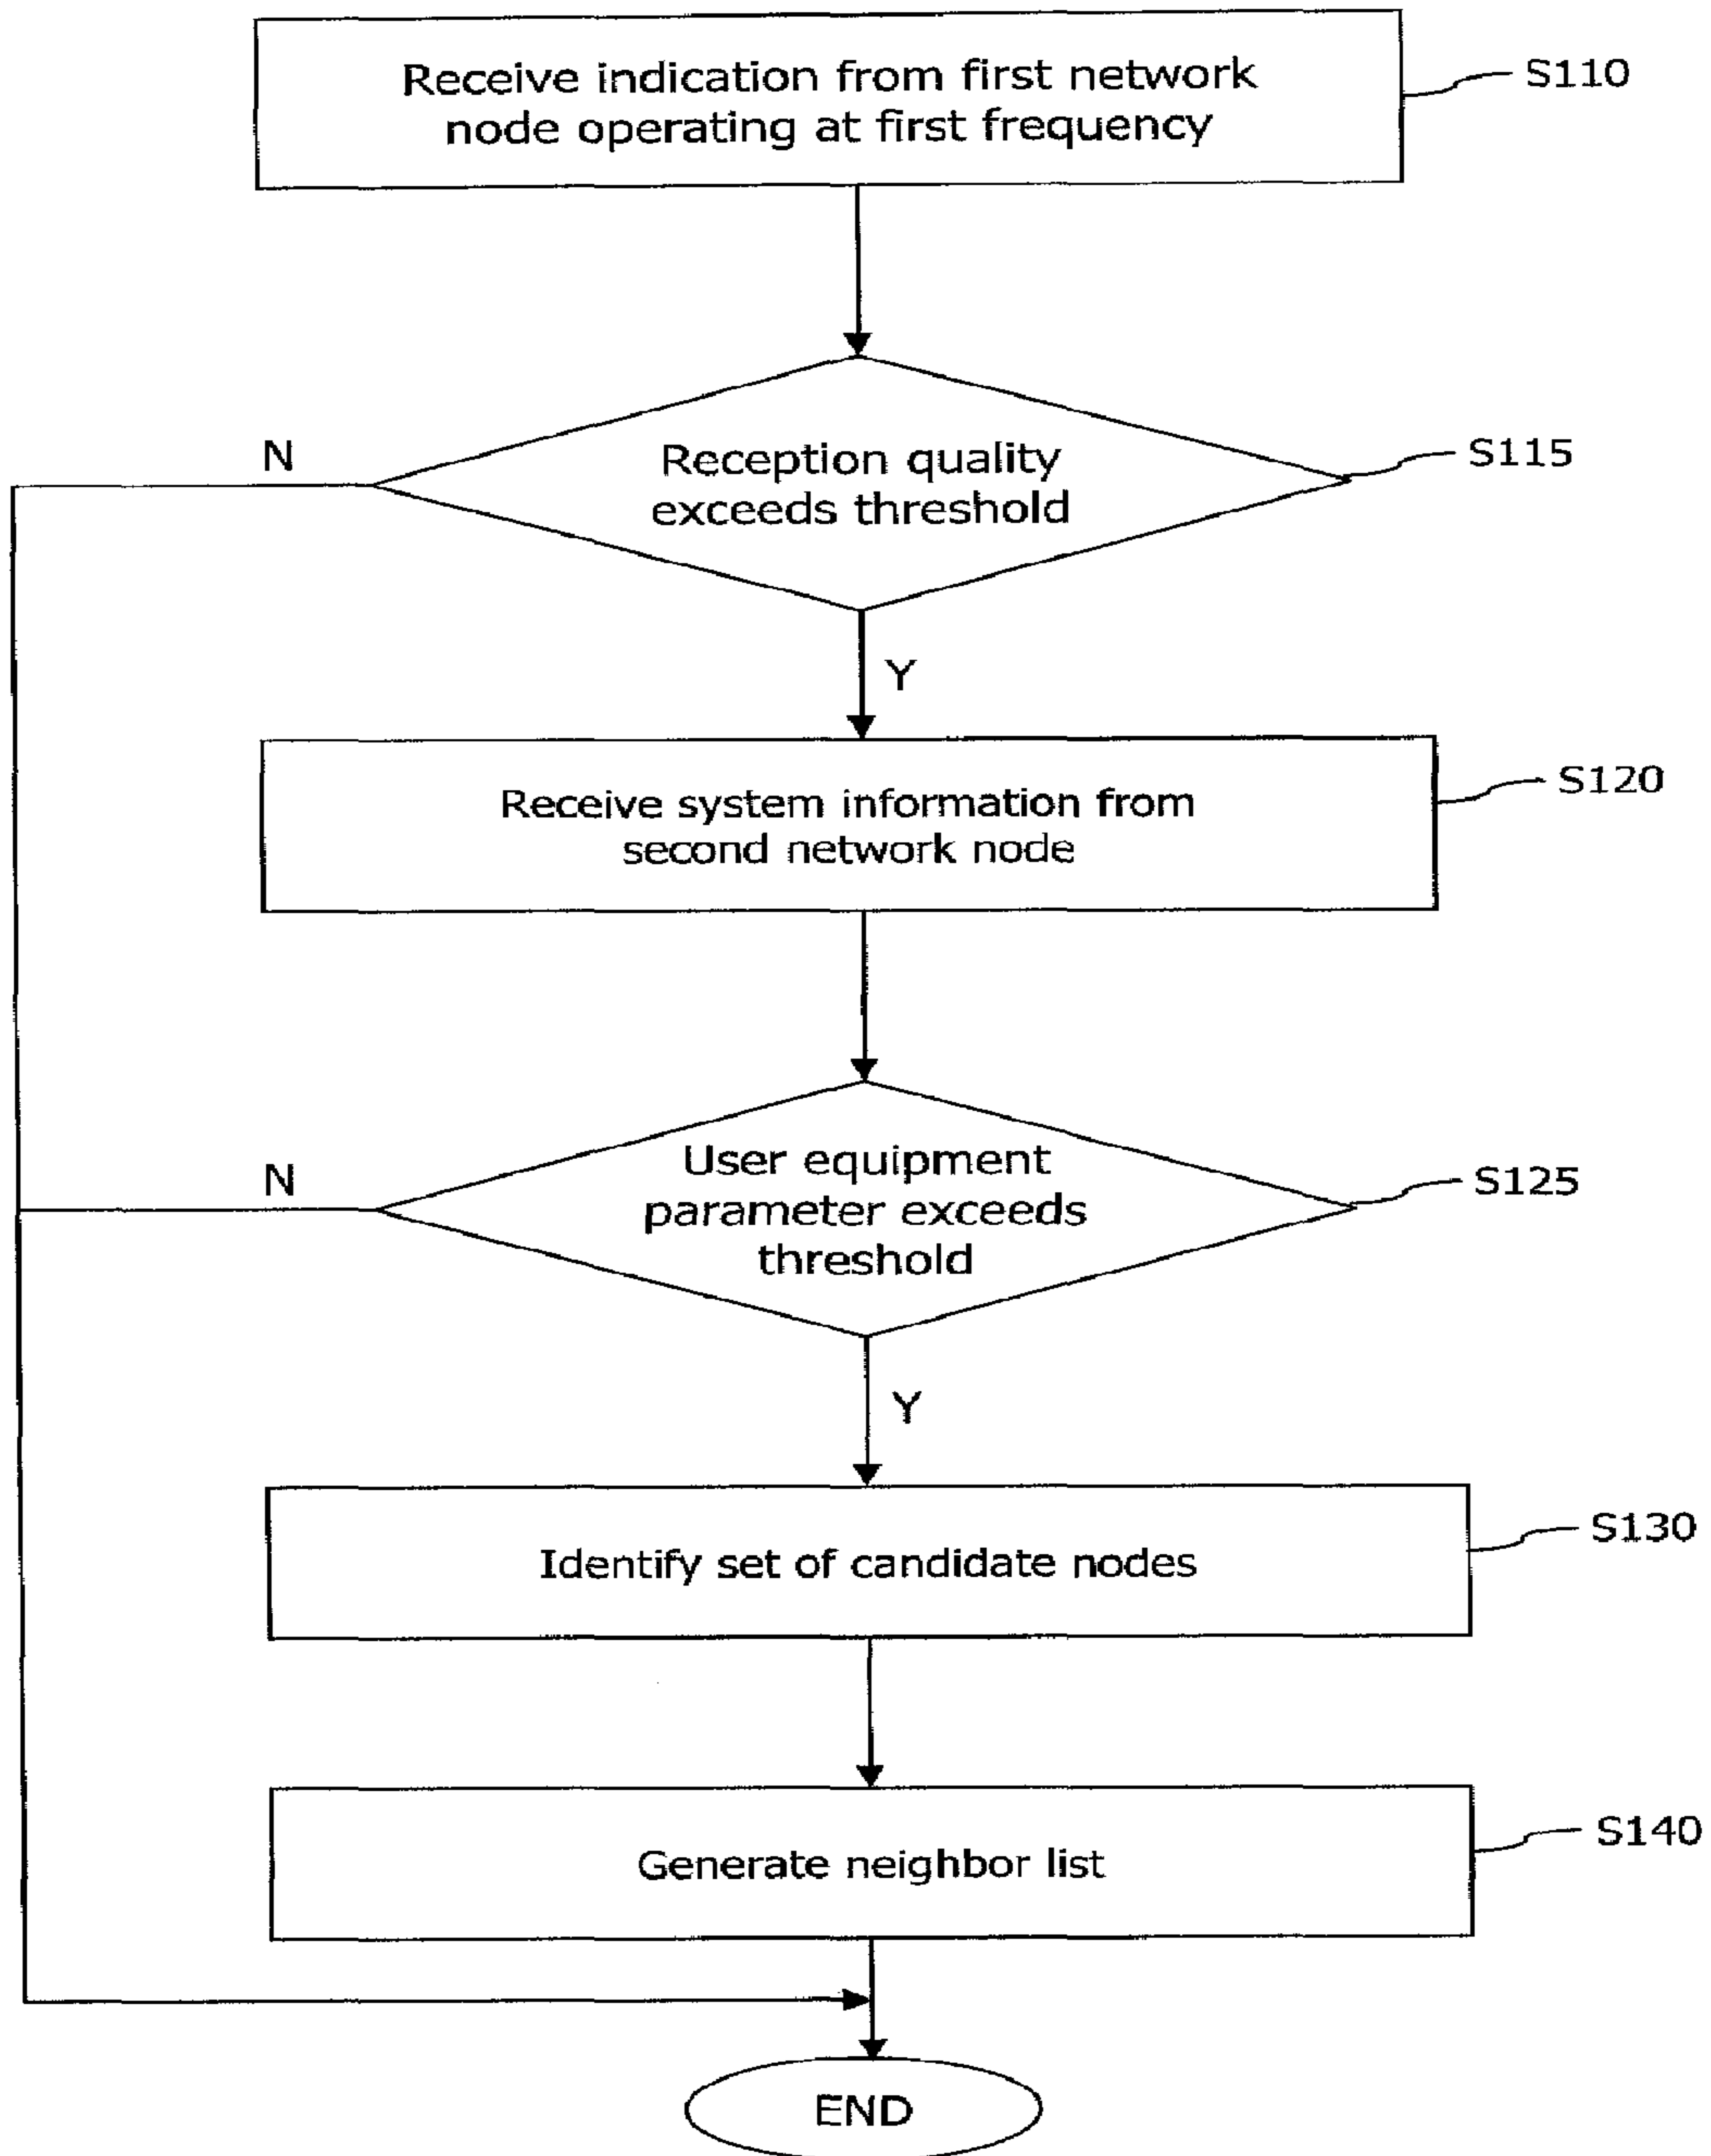 Receive indication from first network
node operating at first frequency
S110
Reception quality
exceeds threshold
S115
N
Y
Receive system information from
second network node
S120
User equipment
parameter exceeds
threshold
S125
N
Y
Identify set of candidate nodes
S130
Generate neighbor list
S140
END